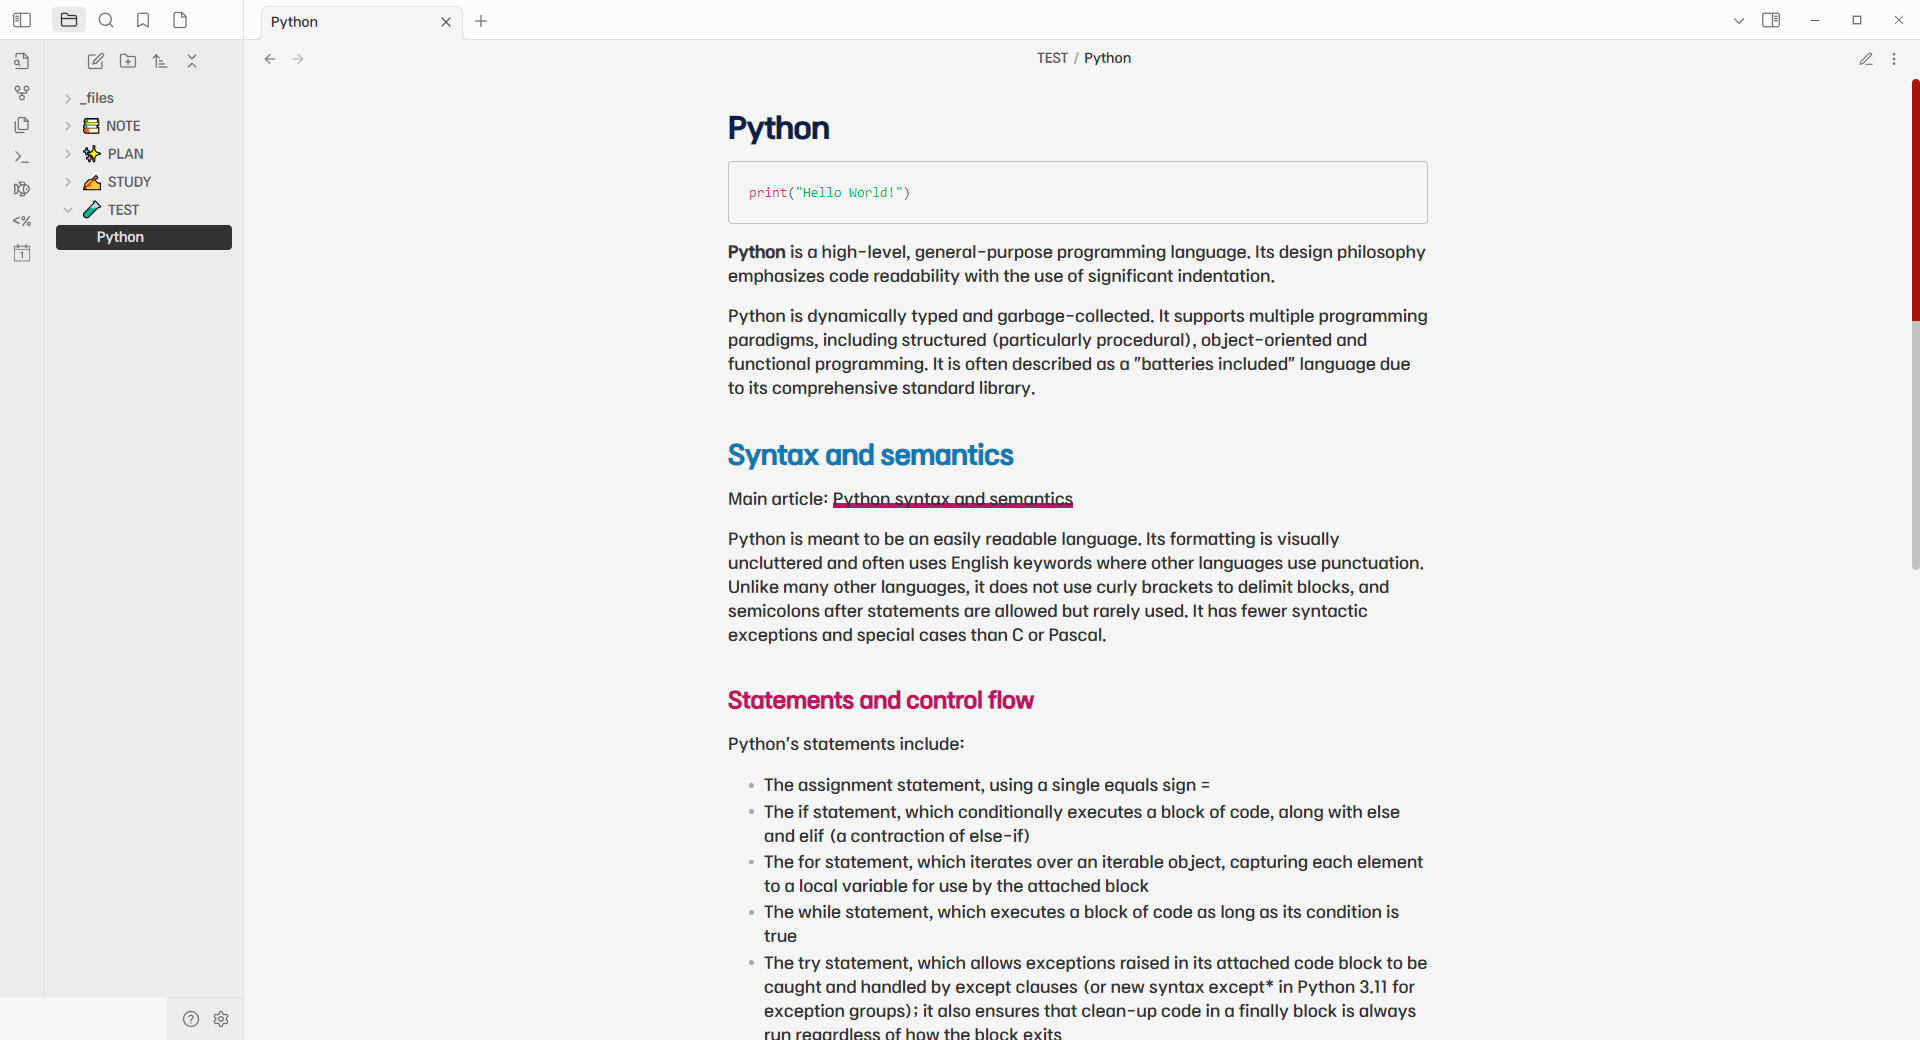 Python
TEST / Python
_files
NOTE
PLAN
STUDY
TEST
Python
<%
1
Python
print("Hello World!")
Python is a high-level, general-purpose programming language. Its design philosophy
emphasizes code readability with the use of significant indentation.
Python is dynamically typed and garbage-collected. It supports multiple programming
paradigms, including structured (particularly procedural), object-oriented and
functional programming. It is often described as a "batteries included" language due
to its comprehensive standard library.
Syntax and semantics
Main article: Python syntax and semantics
Python is meant to be an easily readable language. Its formatting is visually
uncluttered and often uses English keywords where other languages use punctuation.
Unlike many other languages, it does not use curly brackets to delimit blocks, and
semicolons after statements are allowed but rarely used. It has fewer syntactic
exceptions and special cases than C or Pascal.
Statements and control flow
Python's statements include:
The assignment statement, using a single equals sign =
The if statement, which conditionally executes a block of code, along with else
and elif (a contraction of else-if)
The for statement, which iterates over an iterable object, capturing each element
to a local variable for use by the attached block
The while statement, which executes a block of code as long as its condition is
true
The try statement, which allows exceptions raised in its attached code block to be
caught and handled by except clauses (or new syntax except* in Python 3.11 for
exception groups); it also ensures that clean-up code in a finally block is always
run regardless of how the block exits